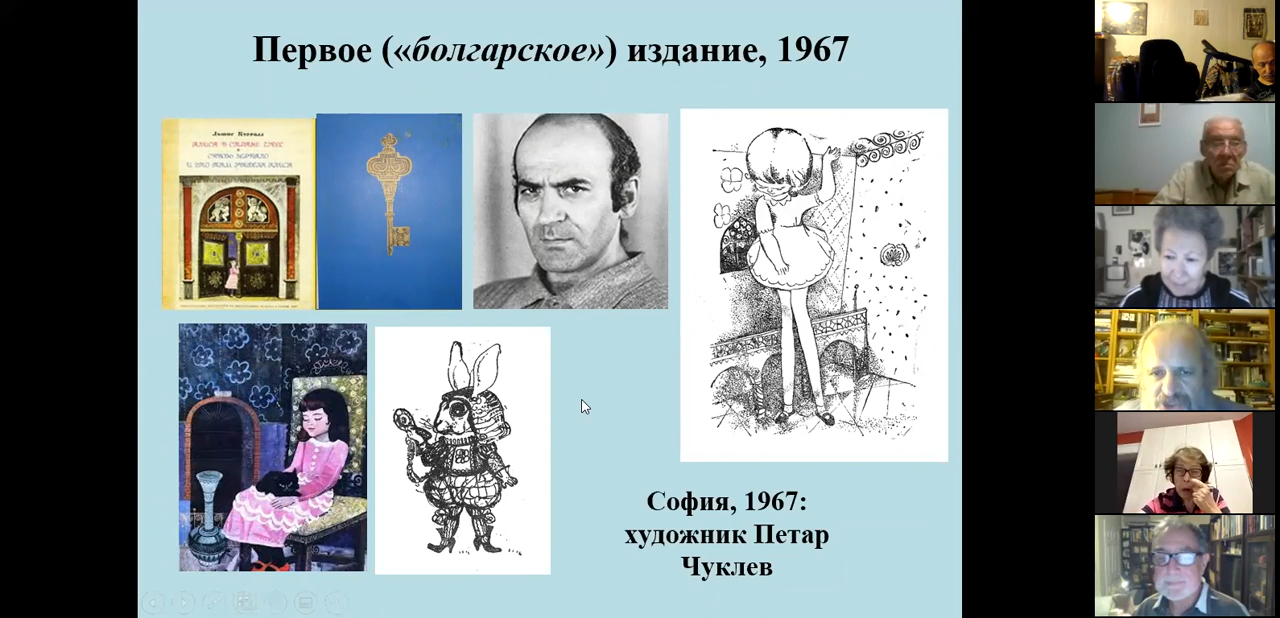 Первое («болгарское») издание, 1967
Льюис Кэрролл
АЛИСА В СТРАНЕ ЧУДЕС
СКВОЗЬ ЗЕРКАЛО
И ЧТО ТАМ УВИДЕЛА АЛИСА
София, 1967:
художник Петар
Чуклев